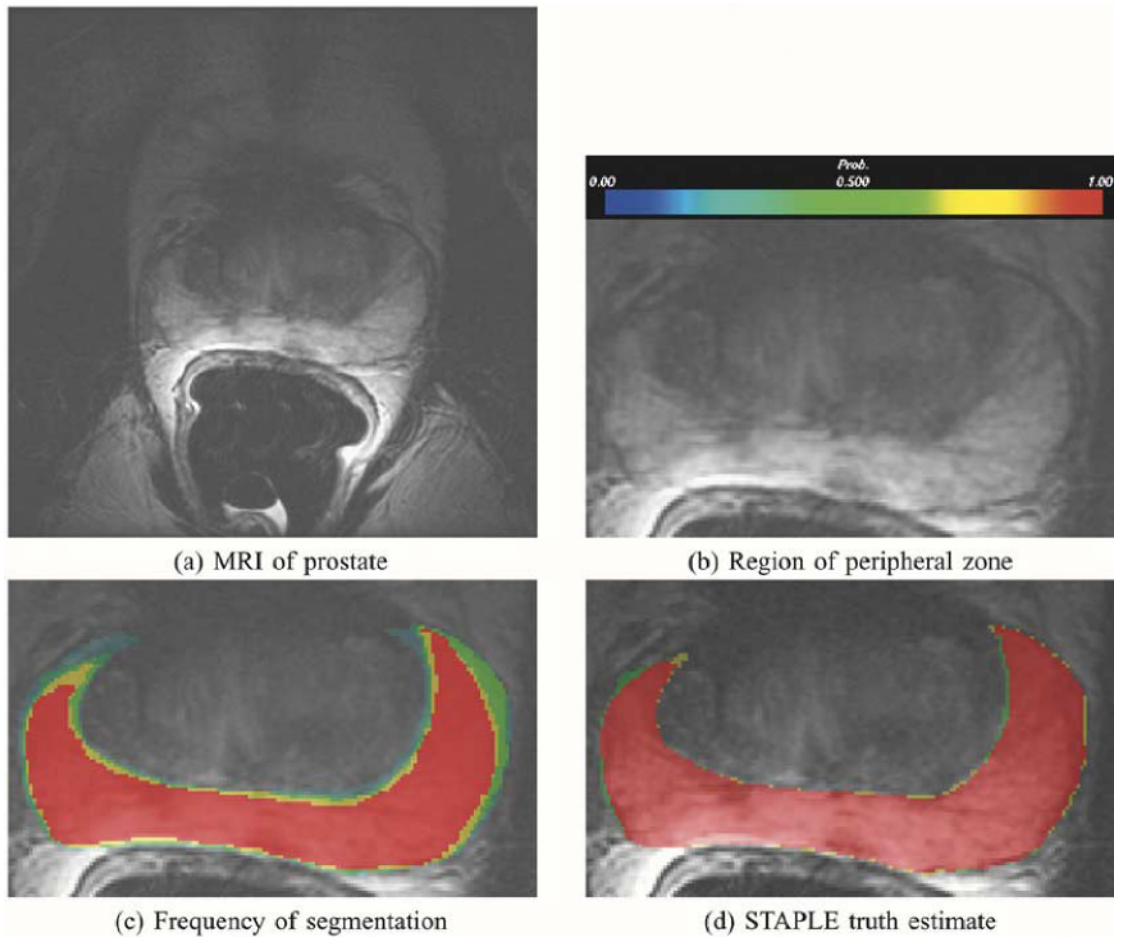 Prob.
0.00 0.500 1.00
(a) MRI of prostate
(b) Region of peripheral zone
(c) Frequency of segmentation
(d) STAPLE truth estimate